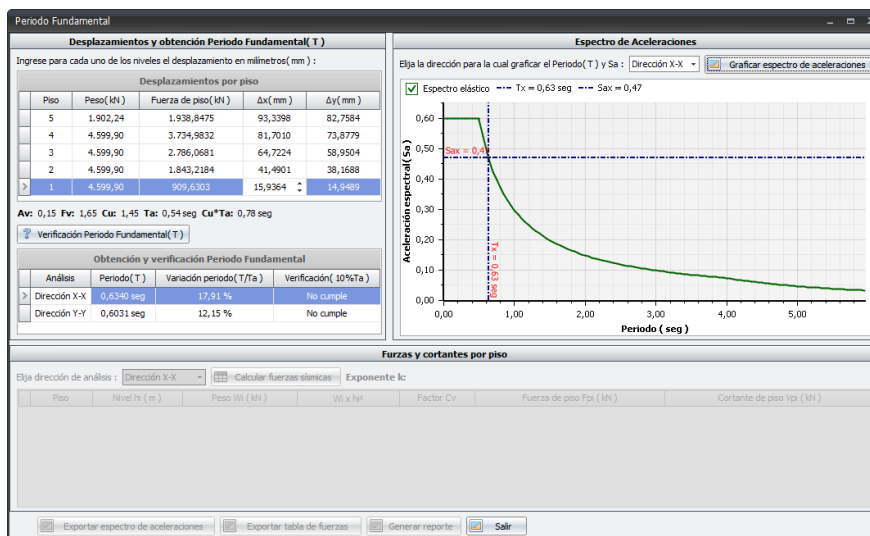 Periodo Fundamental
Desplazamientos y obtención Periodo Fundamental( T )
Ingrese para cada uno de los niveles el desplazamiento en milímetros( mm ) :
Desplazamientos por piso
Piso Peso( kN ) Fuerza de piso( kN ) Δx( mm ) Δy( mm )
5 1.902,24 1.938,8475 93,3398 82,7584
4 4.599,90 3.734,9832 81,7010 73,8779
3 4.599,90 2.786,0681 64,7224 58,9504
2 4.599,90 1.843,2184 41,4901 38,1688
1 4.599,90 909,6303 15,9364 14,9489
Av: 0,15 Fv: 1,65 Cu: 1,45 Ta: 0,54 seg Cu*Ta: 0,78 seg
Verificación Periodo Fundamental( T )
Obtención y verificación Periodo Fundamental
Análisis Periodo( T ) Variación periodo( T/Ta ) Verificación( 10%Ta )
Dirección X-X 0,6340 seg 17,91 % No cumple
Dirección Y-Y 0,6031 seg 12,15 % No cumple
Espectro de Aceleraciones
Elija la dirección para la cual graficar el Periodo( T ) y Sa : Dirección X-X Graficar espectro de aceleraciones
Espectro elástico Tx = 0,63 seg Sax = 0,47
Aceleración espectral( Sa )
0,60
0,50
0,40
0,30
0,20
0,10
0,00
Sax = 0,47
Tx = 0,63 seg
0,00 1,00 2,00 3,00 4,00 5,00
Periodo ( seg )
Furzas y cortantes por piso
Elija dirección de análisis : Dirección X-X Calcular fuerzas sísmicas Exponente k:
Piso Nivel hi ( m ) Peso Wi ( kN ) Wi x hiᵏ Factor Cv Fuerza de piso Fpi ( kN ) Cortante de piso Vpi ( kN )
Exportar espectro de aceleraciones Exportar tabla de fuerzas Generar reporte Salir